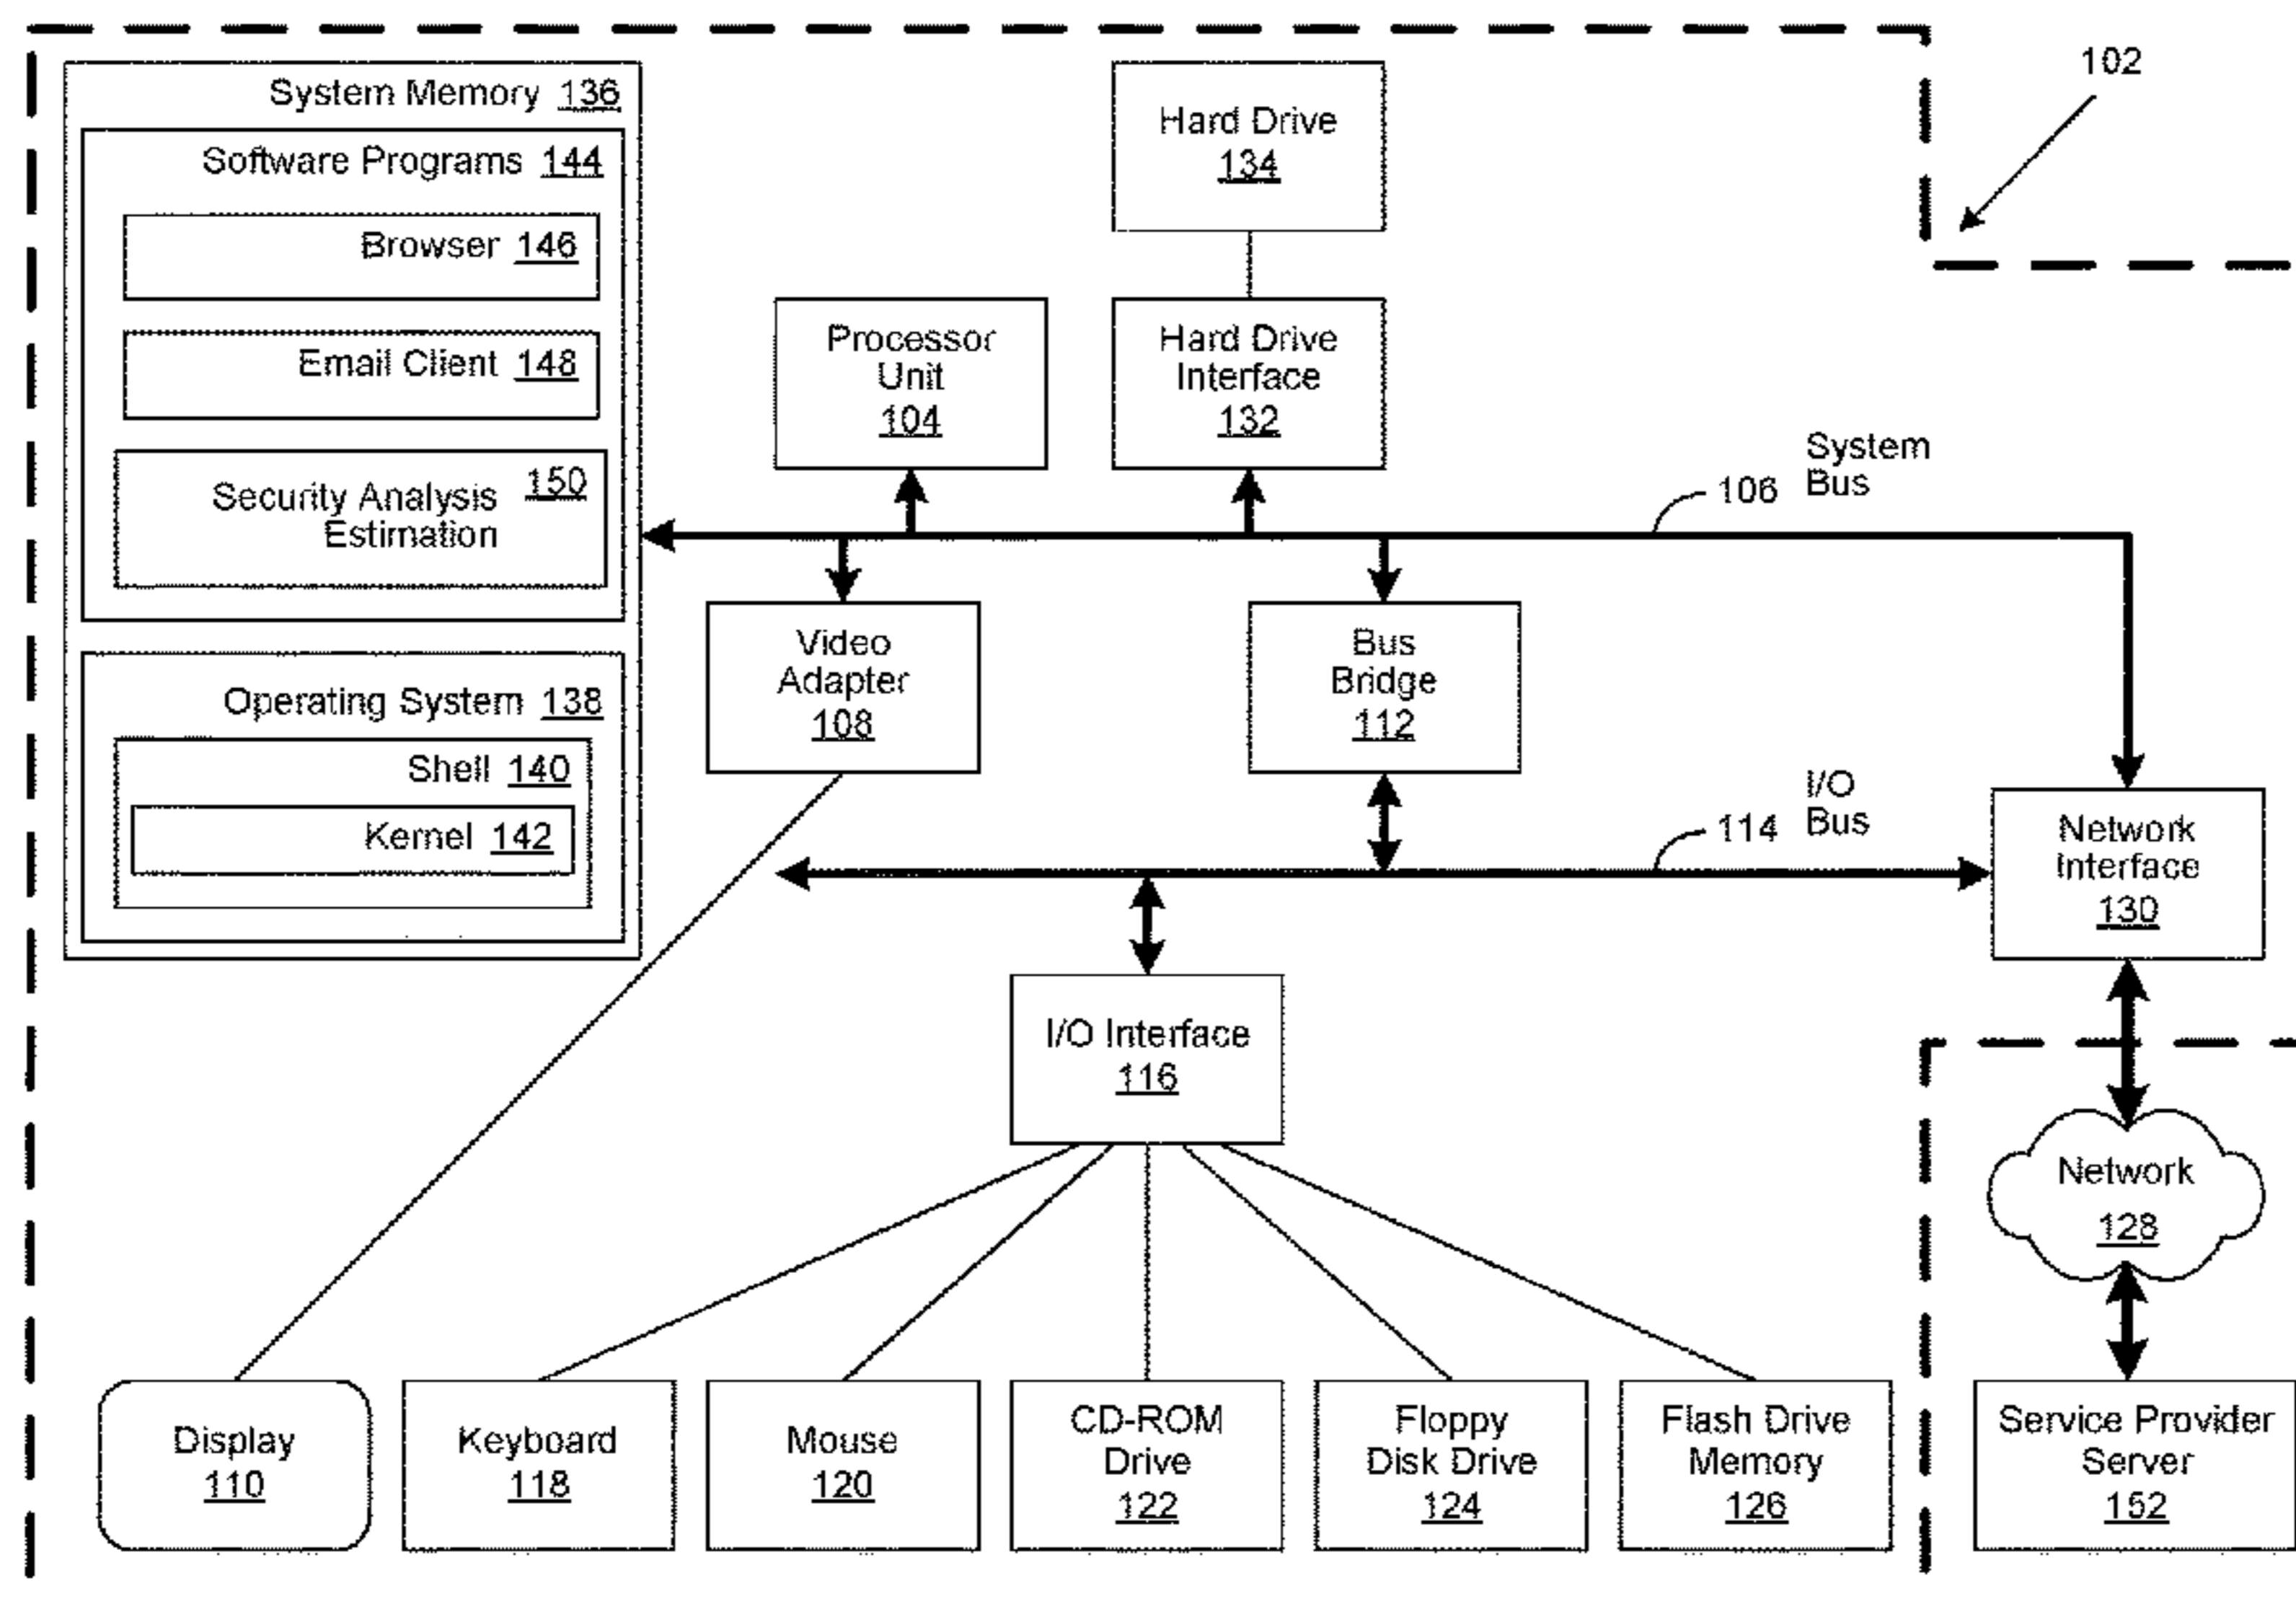 102
System Memory 136
Software Programs 144
Browser 146
Email Client 148
Security Analysis 150
Estimation
Operating System 138
Shell 140
Kernel 142
Hard Drive
134
Processor
Unit
104
Hard Drive
Interface
132
System
106 Bus
Video
Adapter
108
Bus
Bridge
112
I/O
114 Bus
Network
Interface
130
I/O Interface
116
Network
128
Display
110
Keyboard
118
Mouse
120
CD-ROM
Drive
122
Floppy
Disk Drive
124
Flash Drive
Memory
126
Service Provider
Server
152